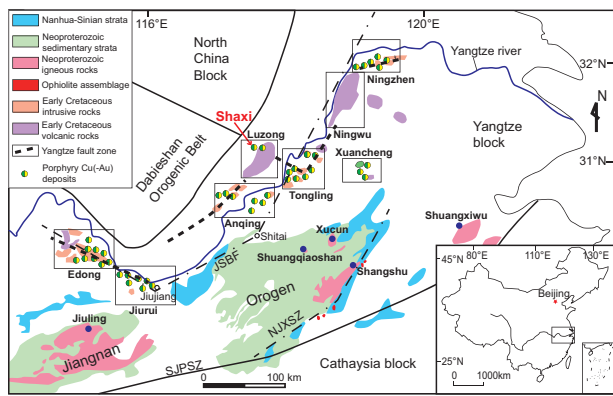 Nanhua-Sinian strata
Neoproterozoic
sedimentary strata
Neoproterozoic
igneous rocks
Ophiolite assemblage
Early Cretaceous
intrusive rocks
Early Cretaceous
volcanic rocks
Yangtze fault zone
Porphyry Cu(-Au)
deposits
116°E
120°E
North
China
Block
Yangtze river
32°N
Ningzhen
N
Shaxi
Luzong
Ningwu
Yangtze
block
Dabieshan
Orogenic Belt
Xuancheng
31°N
Tongling
Anqing
Shitai
Xucun
Shuangxiwu
Shuangqiaoshan
Edong
JSBF
Shangshu
Jiujiang
Jiurui
Orogen
Jiuling
NJXSZ
Jiangnan
SJPSZ
Cathaysia block
0
100 km
80°E
100°E
120°E
45°N
Beijing
25°N
0
1000km